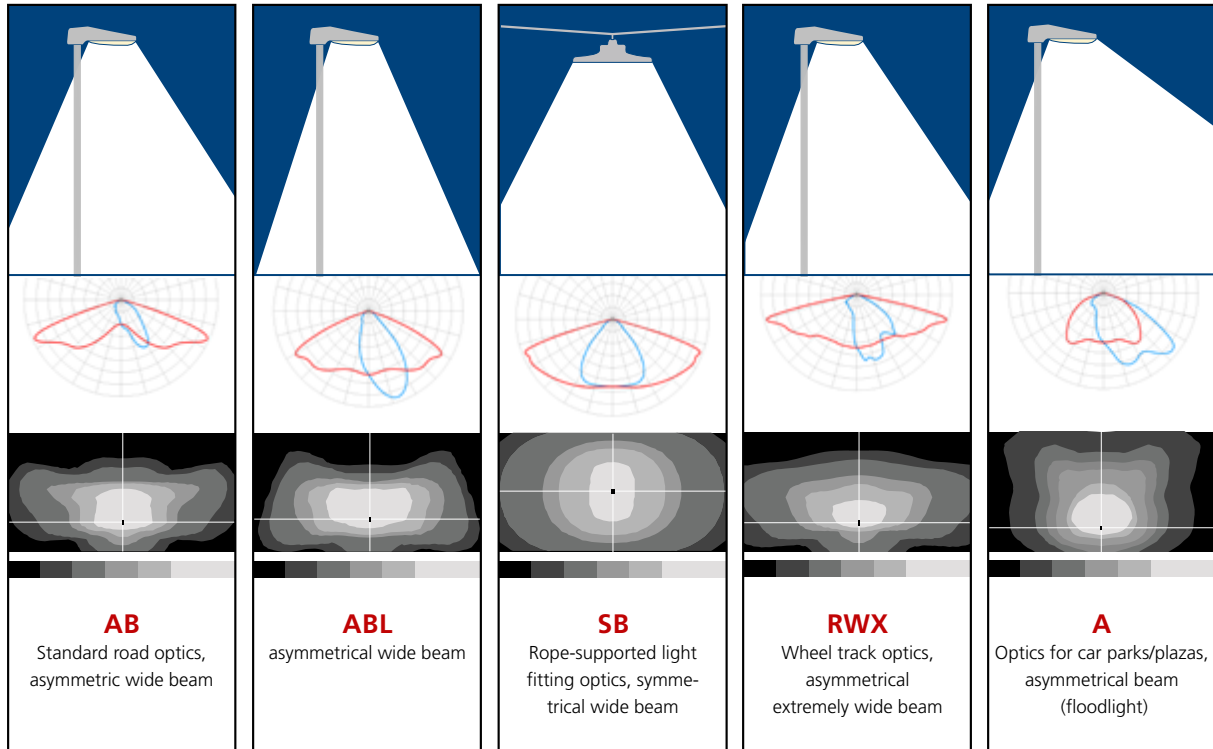 AB
Standard road optics,
asymmetric wide beam
ABL
asymmetrical wide beam
SB
Rope-supported light
fitting optics, symme-
trical wide beam
RWX
Wheel track optics,
asymmetrical
extremely wide beam
A
Optics for car parks/plazas,
asymmetrical beam
(floodlight)